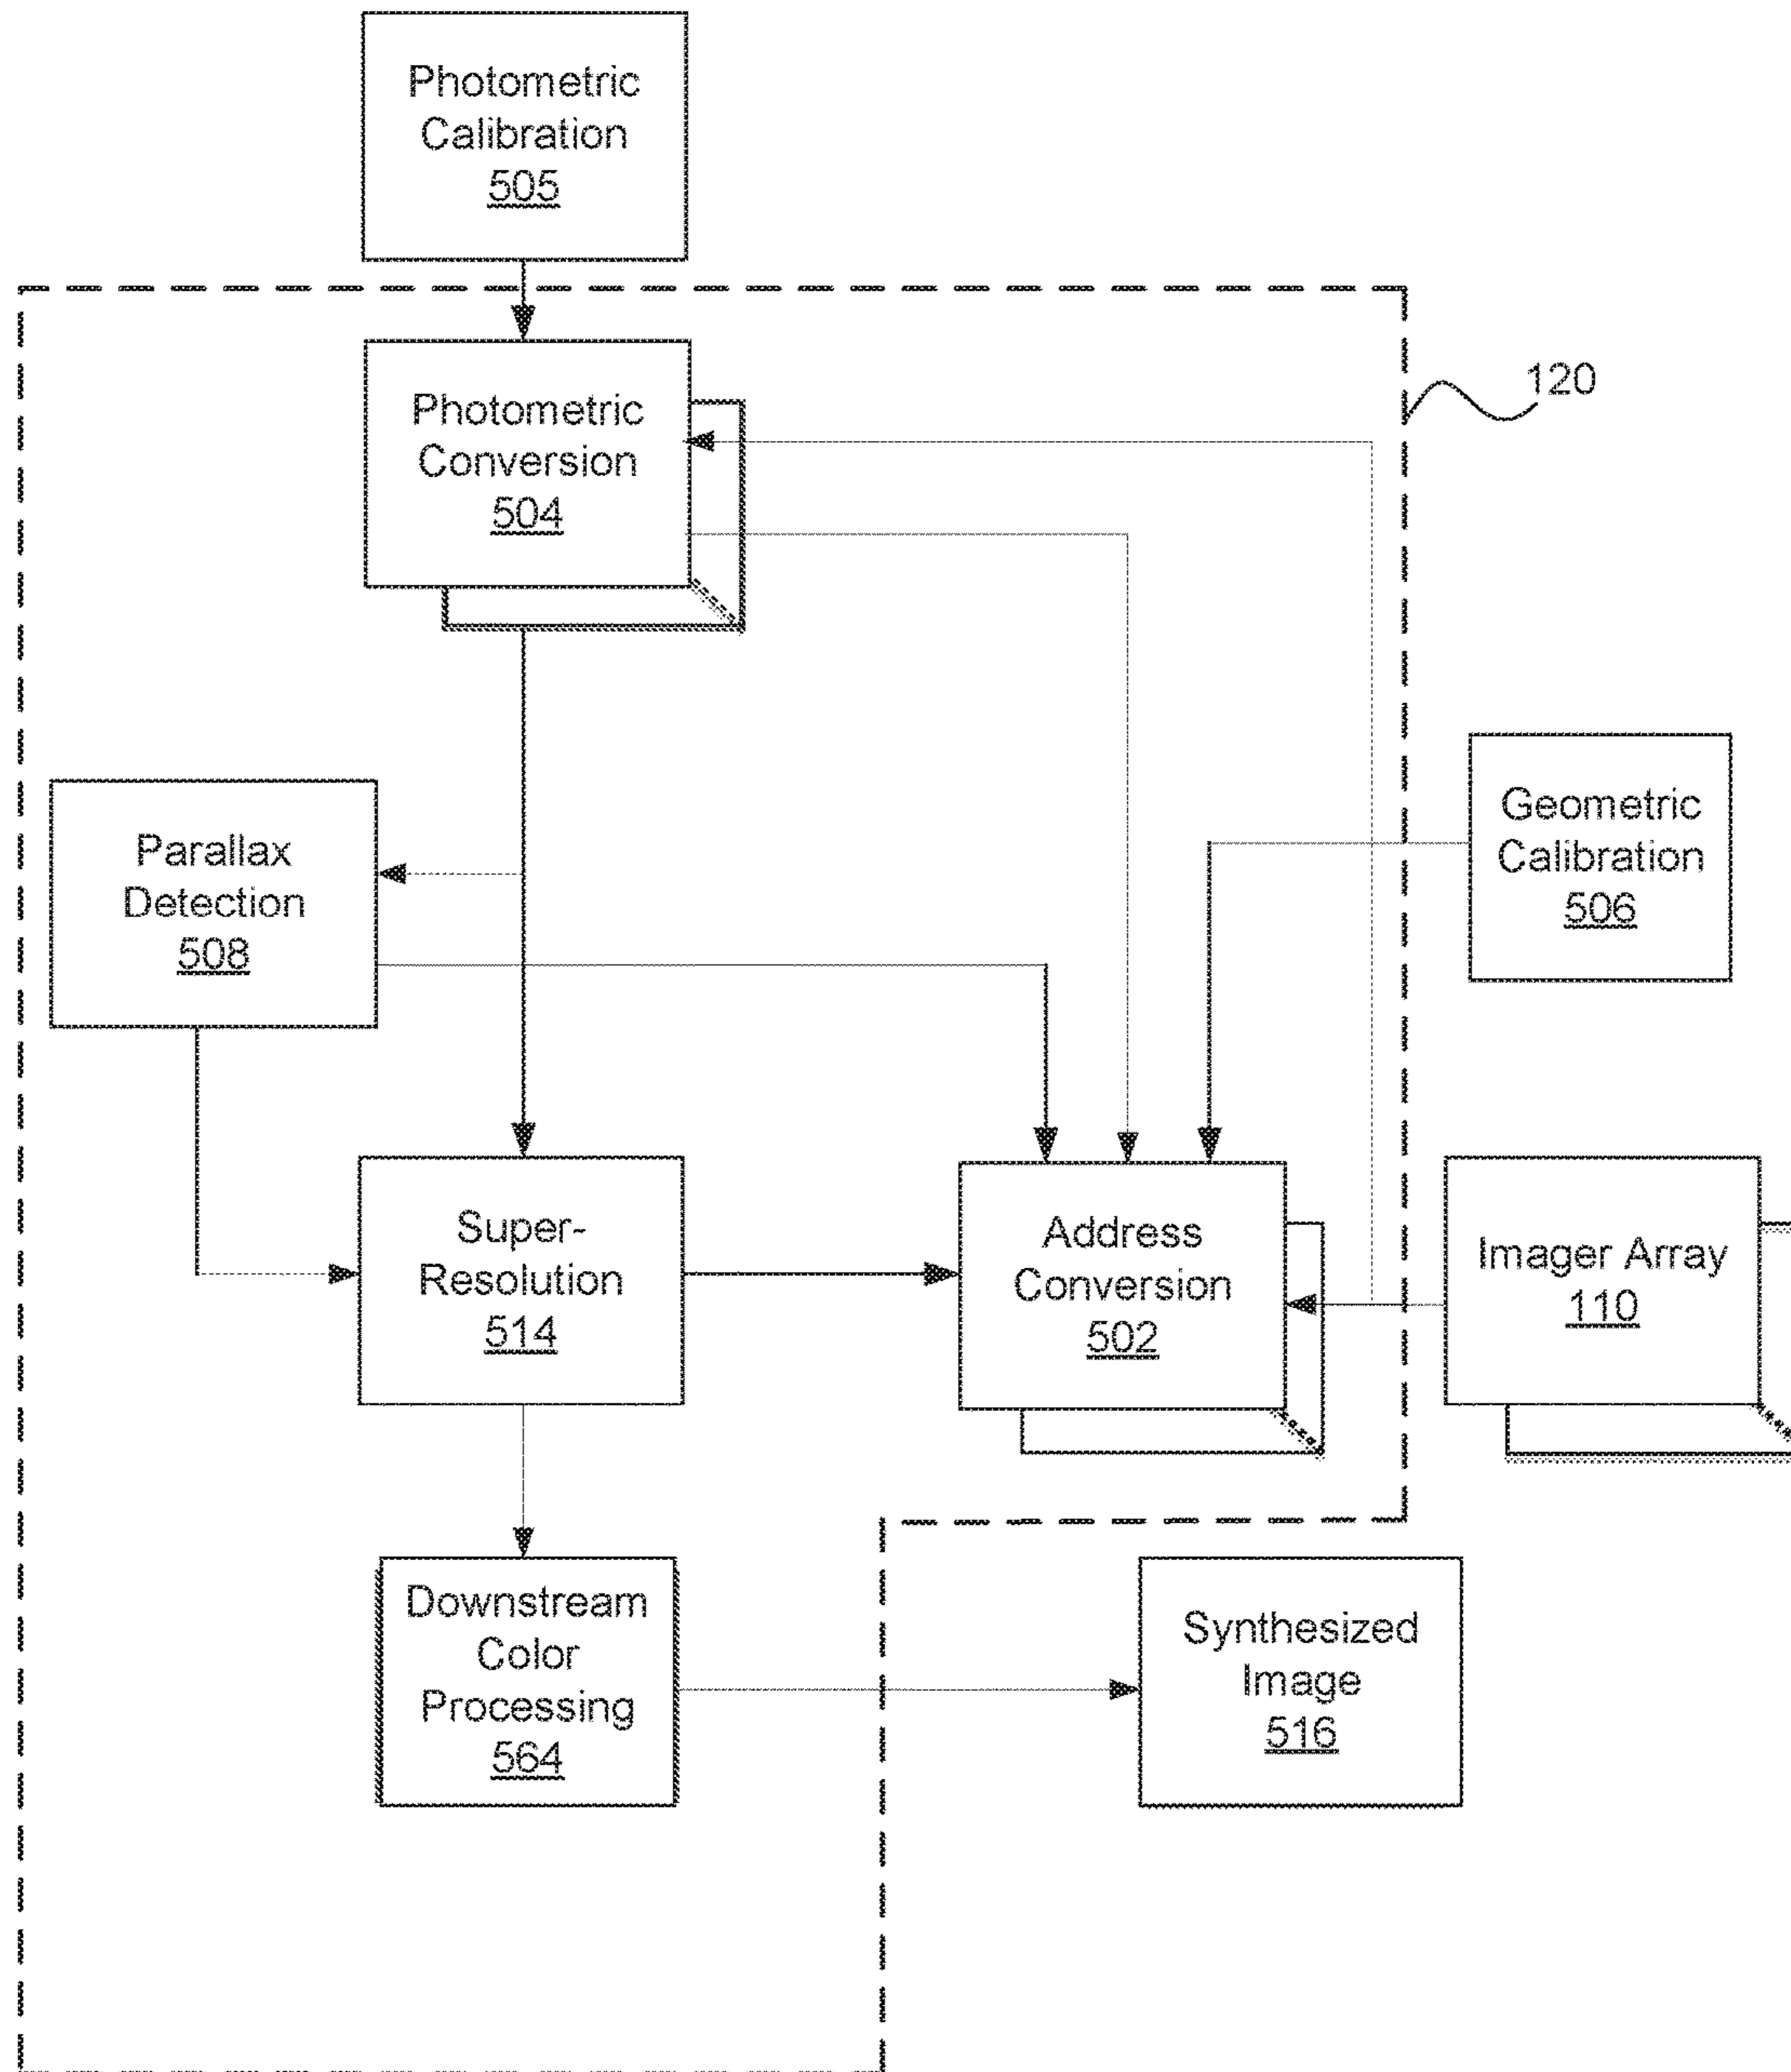 Photometric
Calibration
505
Photometric
Conversion
504
120
Parallax
Detection
508
Geometric
Calibration
506
Super-
Resolution
514
Address
Conversion
502
Imager Array
110
Downstream
Color
Processing
564
Synthesized
Image
516